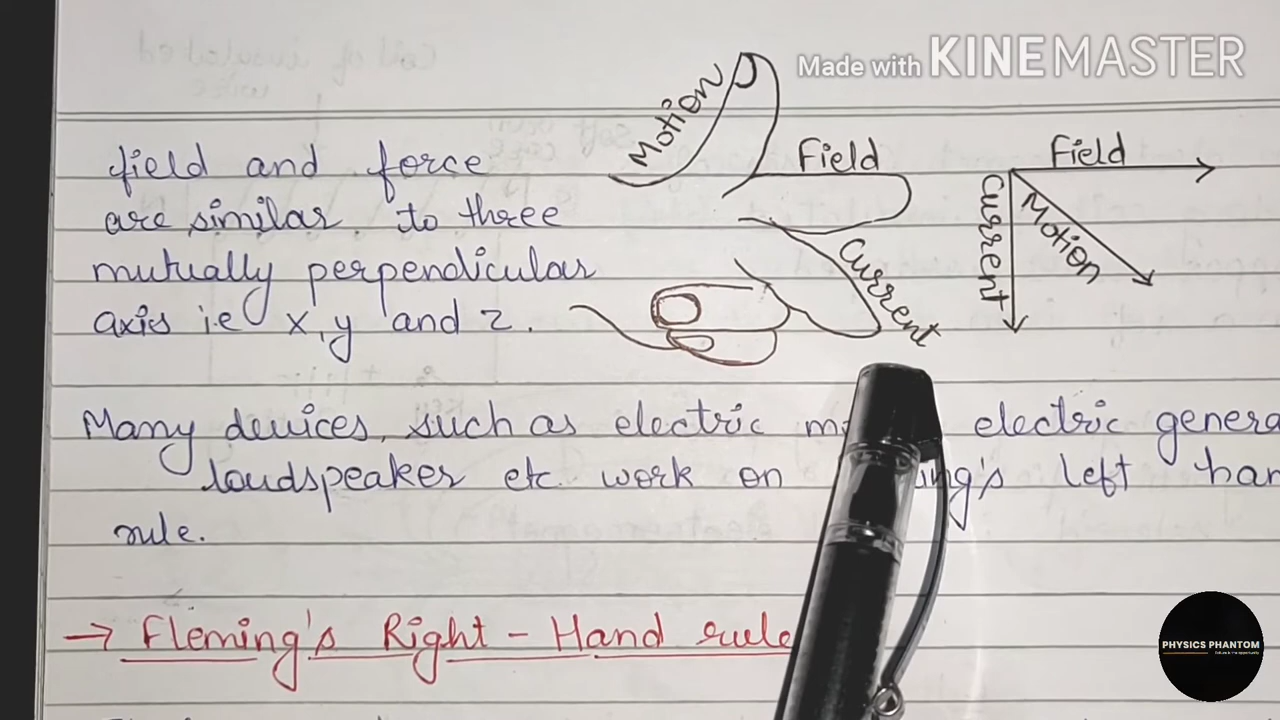 Made with KINEMASTER
field and force
are similar to three
mutually perpendicular
axis i.e x, y and z.
Motion
Field
Current
Field
Current
Motion
Many devices, such as electric electric genera
loudspeaker etc. work on left han
rule.
→ Fleming's Right - Hand rule
PHYSICS PHANTOM